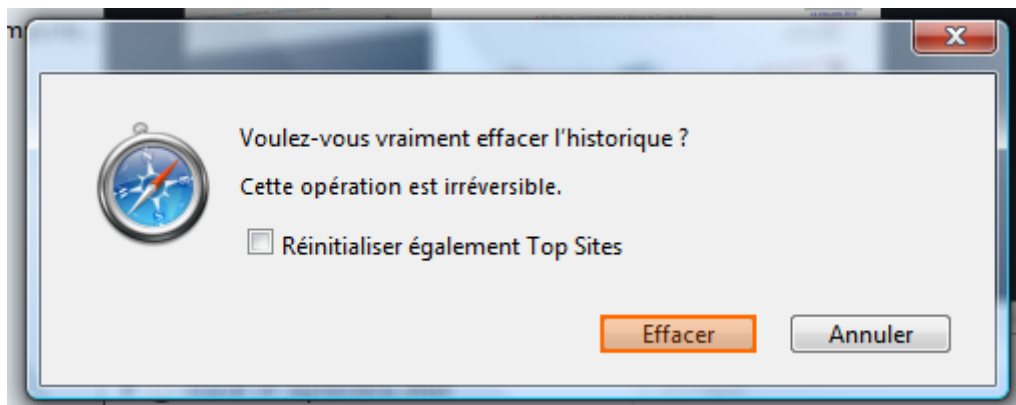 Voulez-vous vraiment effacer l'historique ?
Cette opération est irréversible.
Réinitialiser également Top Sites
Effacer
Annuler